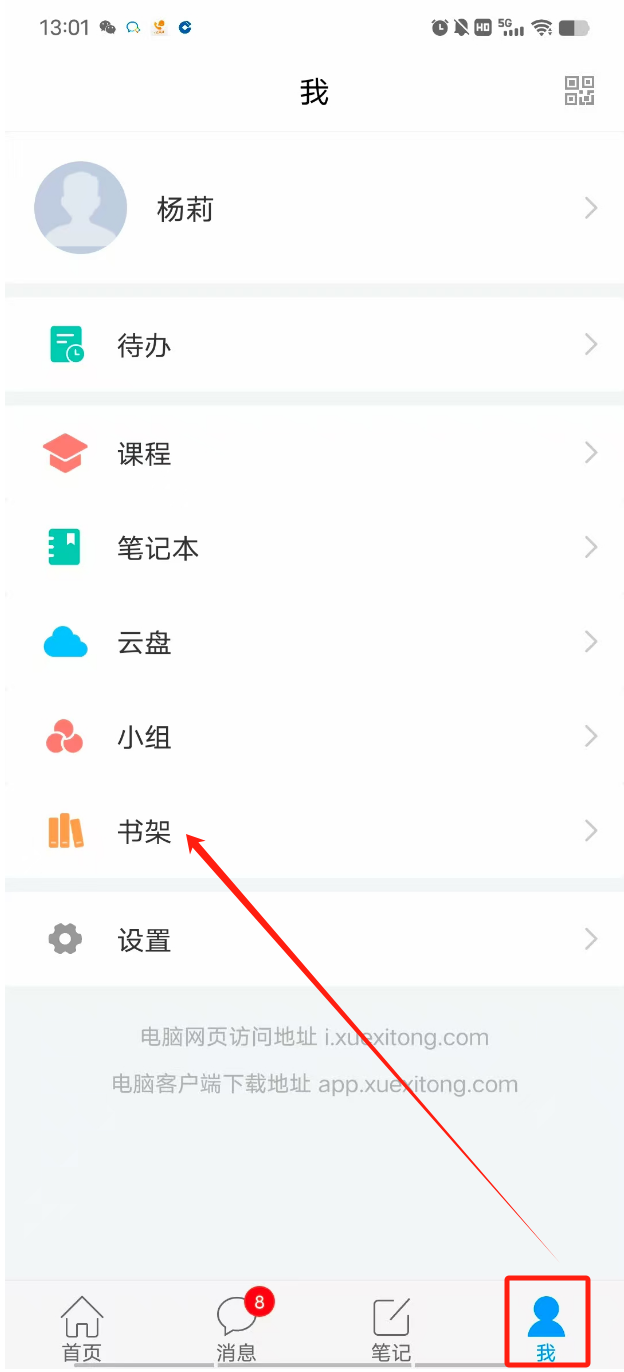 13:01 HD 5G
我
杨莉
待办
课程
笔记本
云盘
小组
书架
设置
电脑网页访问地址 i.xuexitong.com
电脑客户端下载地址 app.xuexitong.com
8
首页 消息 笔记 我